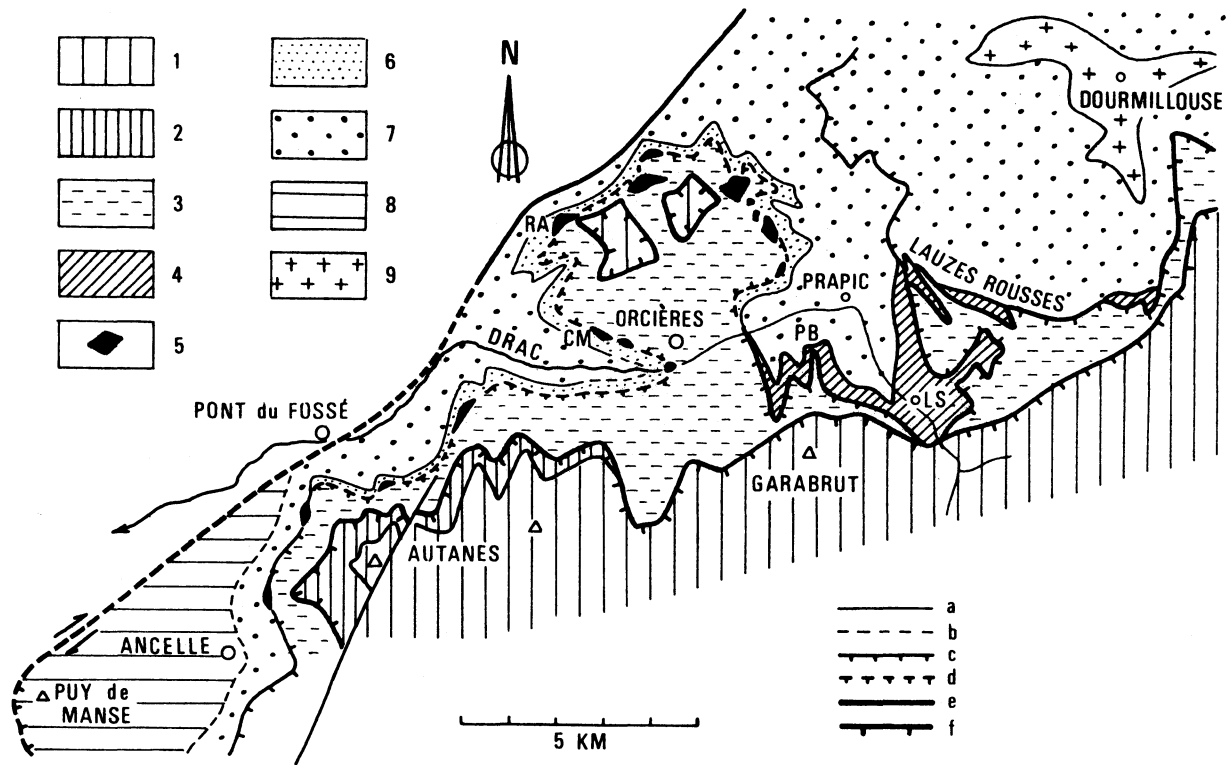 1
2
3
4
5
6
7
8
9
N
DOURMILLOUSE
RA
LAUZES ROUSSES
PRAPIC
ORCIÈRES
CM
PB
DRAC
LS
PONT du FOSSÉ
GARABRUT
AUTANES
ANCELLE
PUY de
MANSE
5 KM
a
b
c
d
e
f